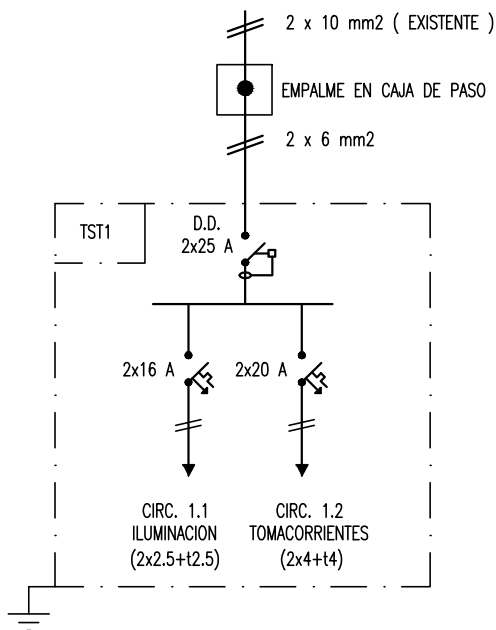 2 x 10 mm2 ( EXISTENTE )
EMPALME EN CAJA DE PASO
2 x 6 mm2
TST1
D.D.
2x25 A
2x16 A
2x20 A
CIRC. 1.1
ILUMINACION
(2x2.5+t2.5)
CIRC. 1.2
TOMACORRIENTES
(2x4+t4)